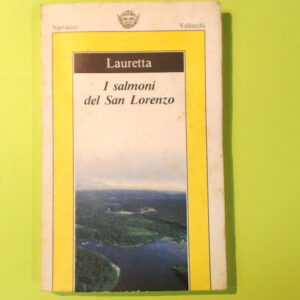 Narratori Vallecchi
Lauretta
I salmoni
del San Lorenzo